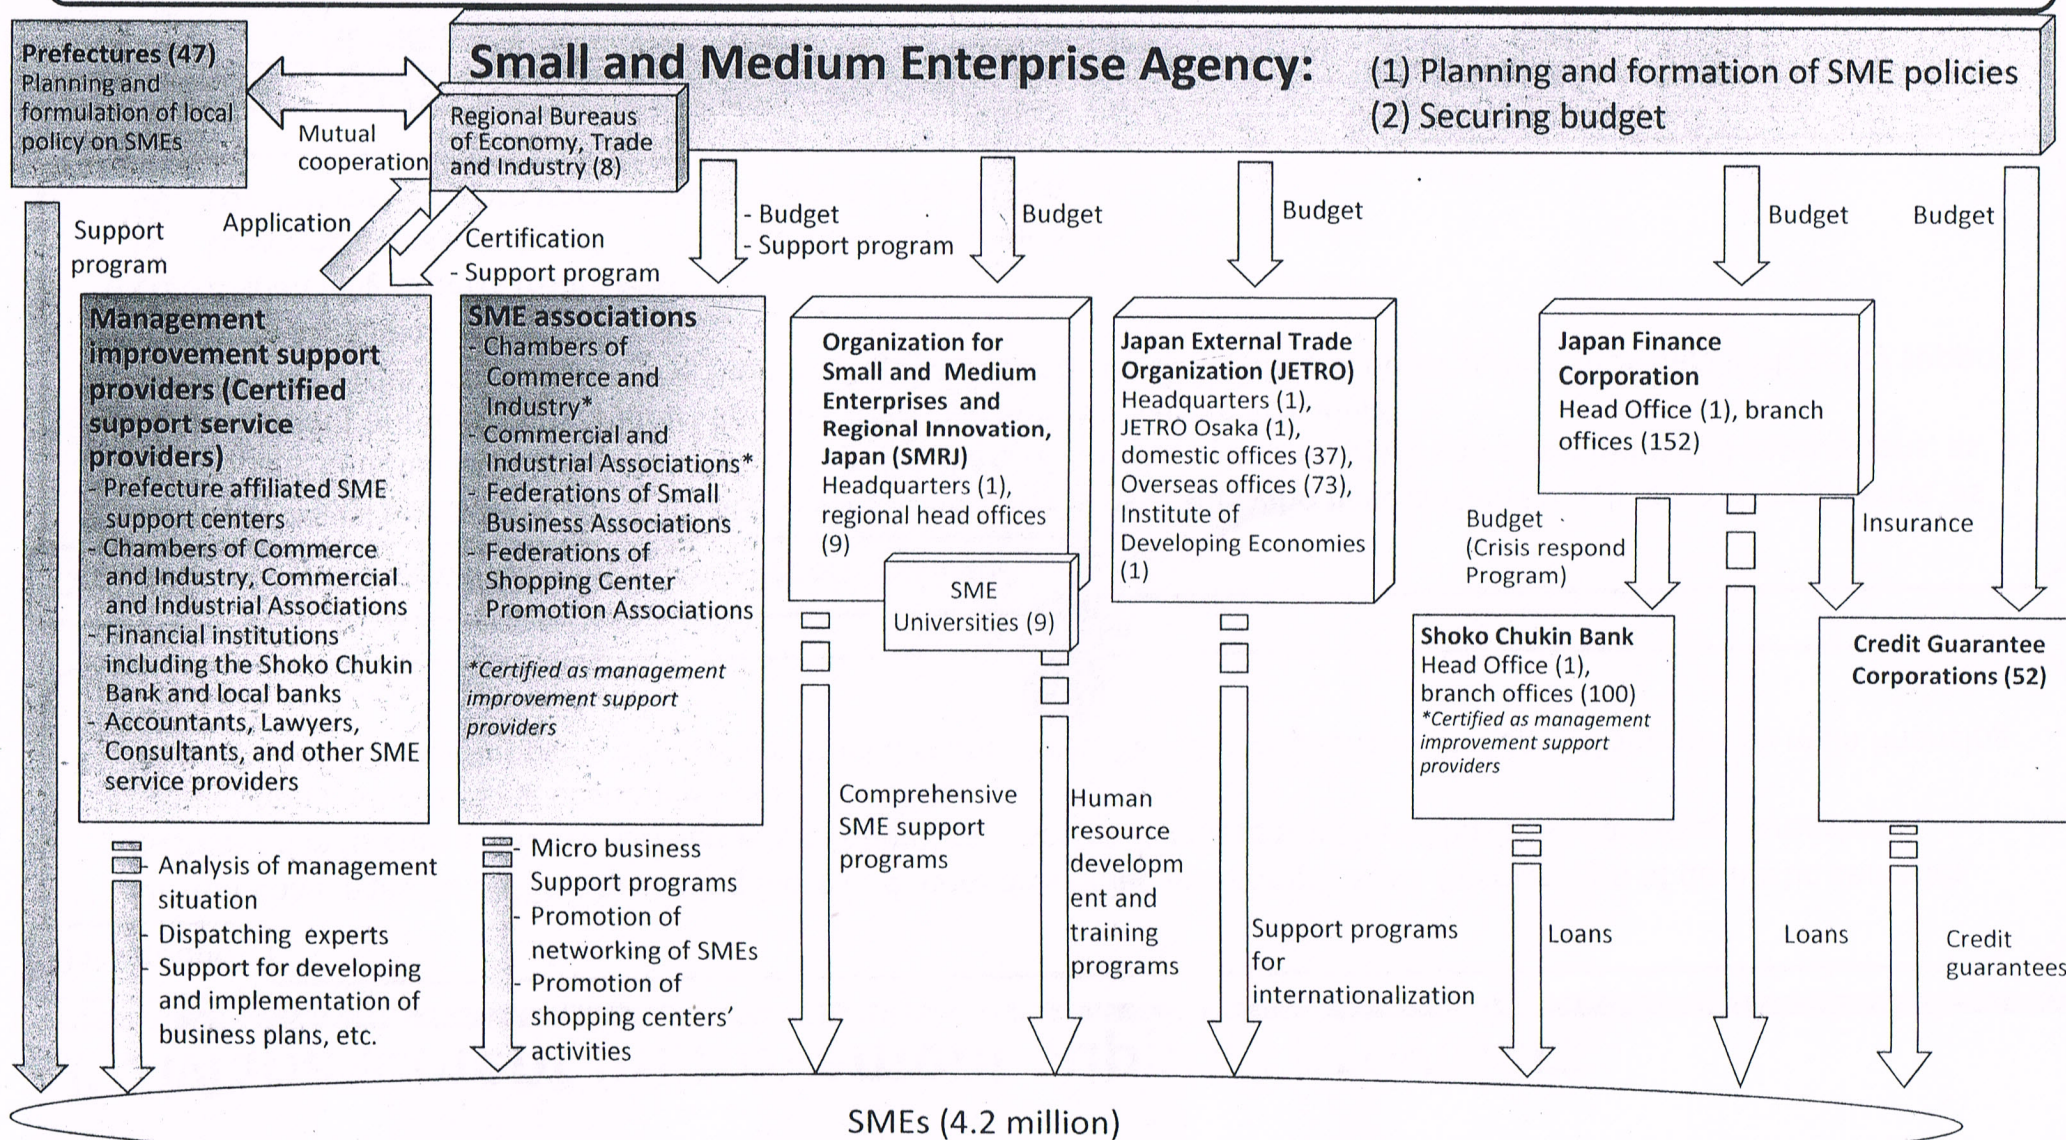 Prefectures (47)
Planning and
formulation of local
policy on SMEs
Mutual
cooperation
Small and Medium Enterprise Agency:
(1) Planning and formation of SME policies
(2) Securing budget
Regional Bureaus
of Economy, Trade
and Industry (8)
Support
program
Application
Certification
- Support program
- Budget
- Support program
Budget
Budget
Budget
Budget
Management
improvement support
providers (Certified
support service
providers)
- Prefecture affiliated SME
support centers
- Chambers of Commerce
and Industry, Commercial
and Industrial Associations
- Financial institutions
including the Shoko Chukin
Bank and local banks
- Accountants, Lawyers,
Consultants, and other SME
service providers
SME associations
- Chambers of
Commerce and
Industry*
- Commercial and
Industrial Associations*
- Federations of Small
Business Associations
- Federations of
Shopping Center
Promotion Associations
*Certified as management
improvement support
providers
Organization for
Small and Medium
Enterprises and
Regional Innovation,
Japan (SMRJ)
Headquarters (1),
regional head offices
(9)
SME
Universities (9)
Japan External Trade
Organization (JETRO)
Headquarters (1),
JETRO Osaka (1),
domestic offices (37),
Overseas offices (73),
Institute of
Developing Economies
(1)
Japan Finance
Corporation
Head Office (1), branch
offices (152)
Budget
(Crisis respond
Program)
Insurance
Shoko Chukin Bank
Head Office (1),
branch offices (100)
*Certified as management
improvement support
providers
Credit Guarantee
Corporations (52)
- Analysis of management
situation
- Dispatching experts
- Support for developing
and implementation of
business plans, etc.
- Micro business
Support programs
- Promotion of
networking of SMEs
- Promotion of
shopping centers'
activities
Comprehensive
SME support
programs
Human
resource
developm
ent and
training
programs
Support programs
for
internationalization
Loans
Loans
Credit
guarantees
SMEs (4.2 million)